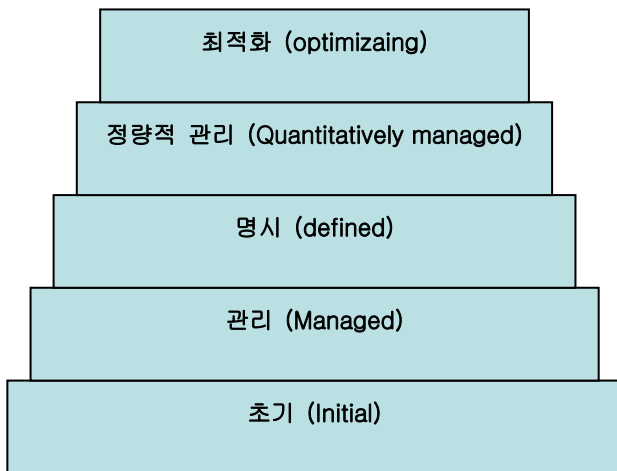 최적화 (optimizaing)
정량적 관리 (Quantitatively managed)
명시 (defined)
관리 (Managed)
초기 (Initial)